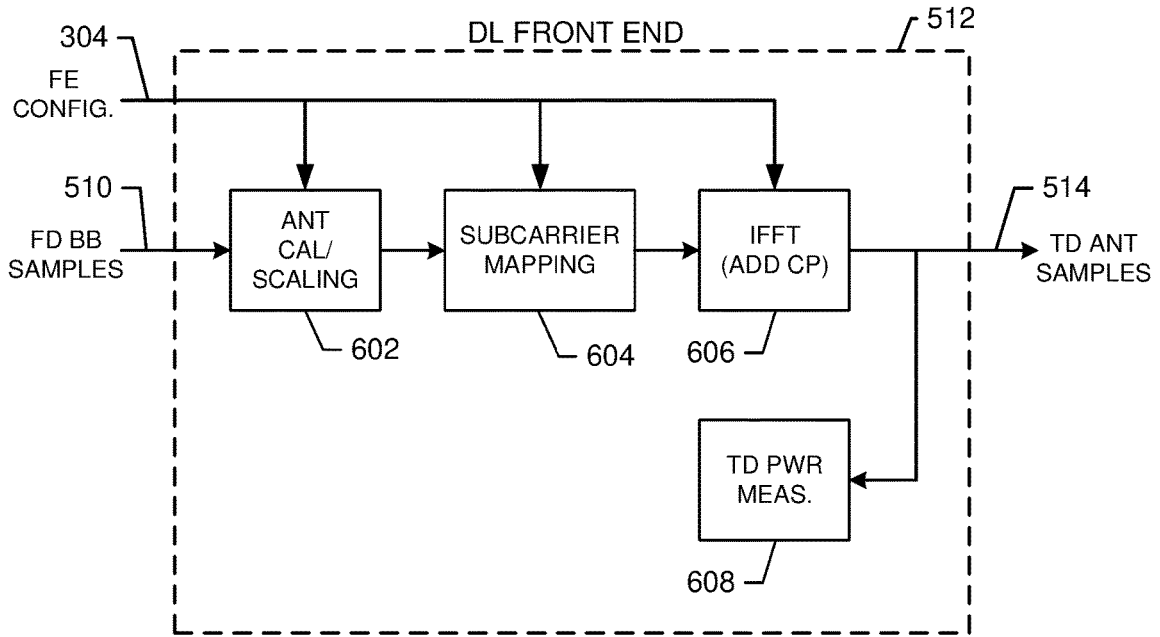 DL FRONT END
512
304
FE
CONFIG.
510
FD BB
SAMPLES
ANT
CAL/
SCALING
SUBCARRIER
MAPPING
IFFT
(ADD CP)
514
TD ANT
SAMPLES
602
604
606
TD PWR
MEAS.
608